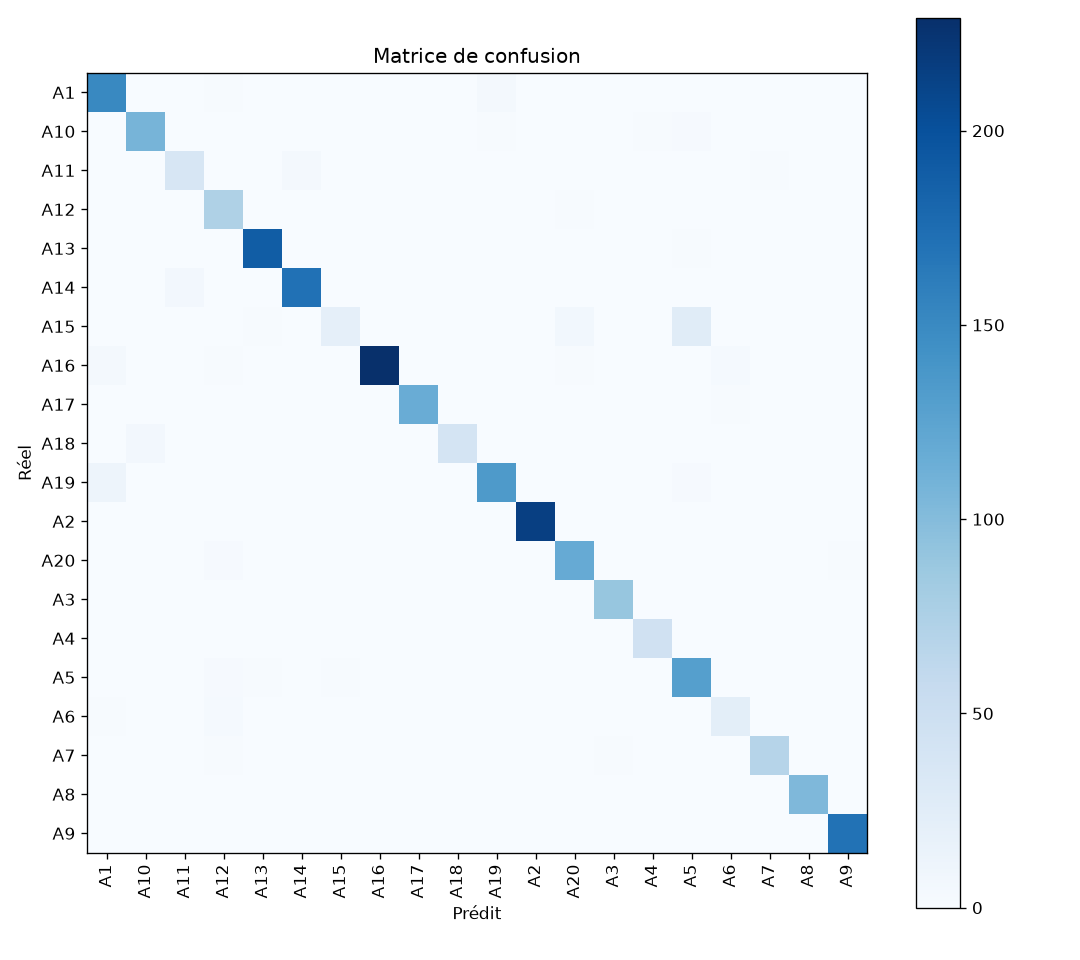 Matrice de confusion
Réel
A1
A10
A11
A12
A13
A14
A15
A16
A17
A18
A19
A2
A20
A3
A4
A5
A6
A7
A8
A9
A1 A10 A11 A12 A13 A14 A15 A16 A17 A18 A19 A2 A20 A3 A4 A5 A6 A7 A8 A9
Prédit
200
150
100
50
0